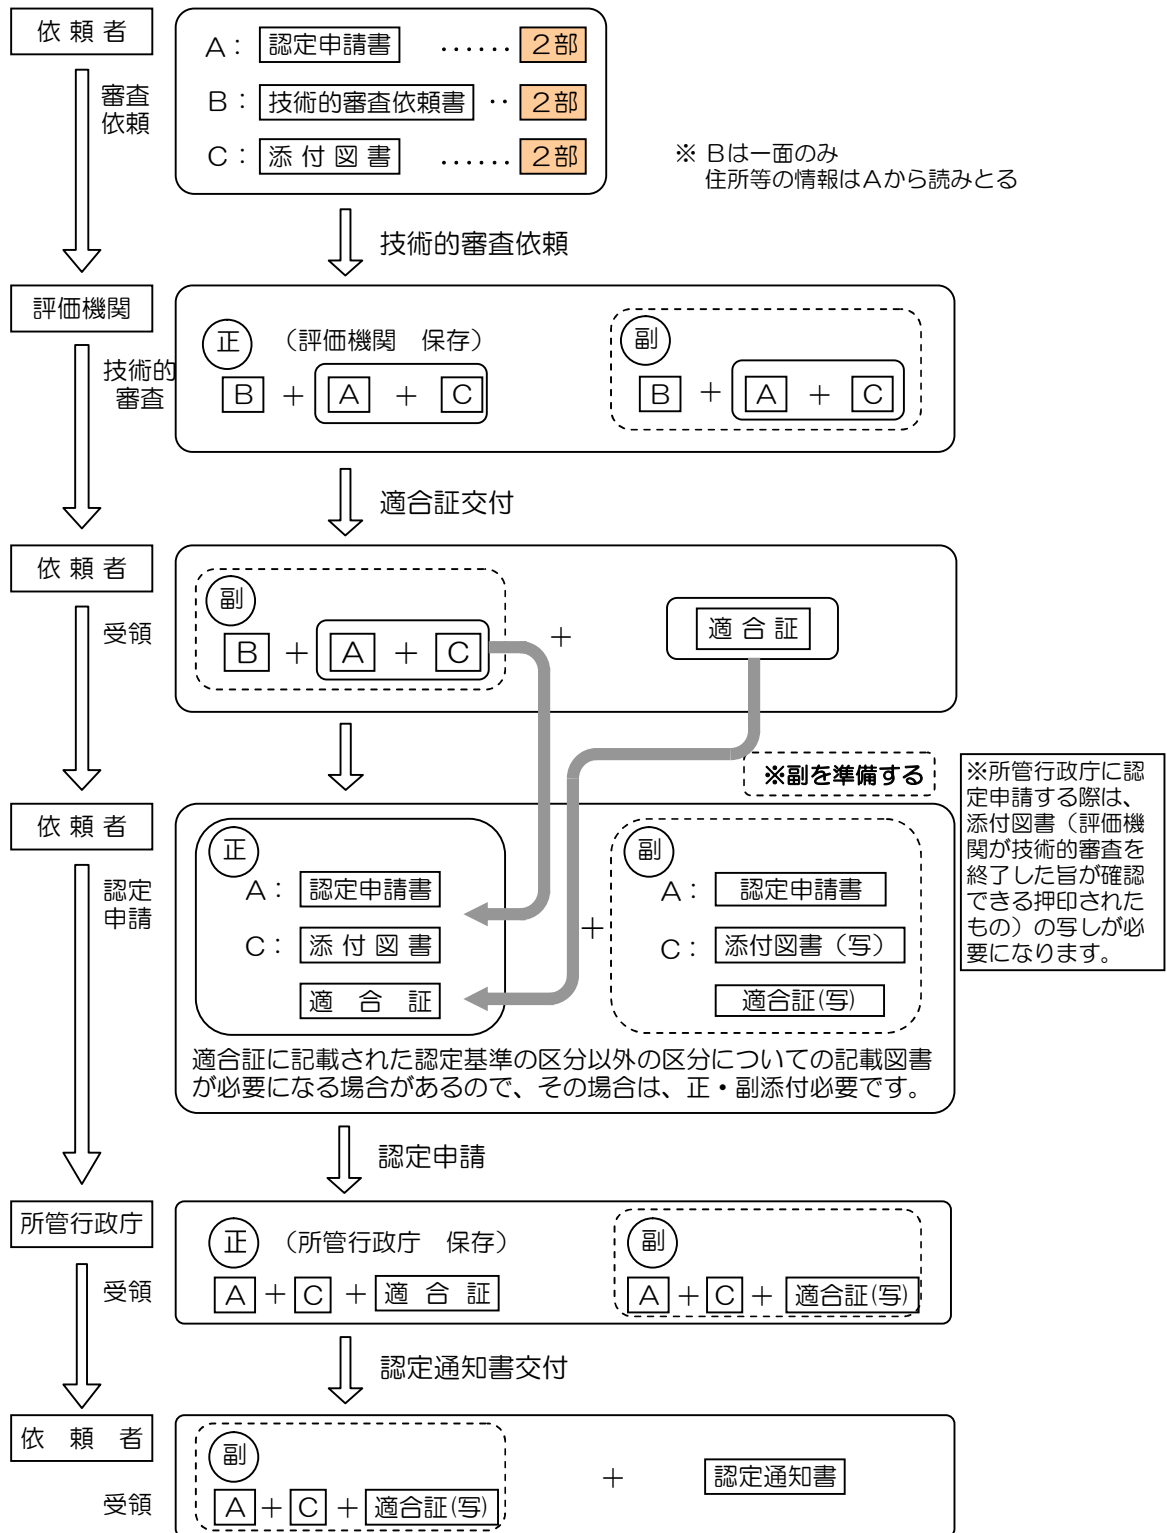 依 頼 者
A： 認定申請書 ‥‥‥ ２部
審査
依頼
B： 技術的審査依頼書 ‥ ２部
C： 添 付 図 書 ‥‥‥ ２部
※ Bは一面のみ
住所等の情報はAから読みとる
技術的審査依頼
評価機関
正 （評価機関　保存）
副
技術的
審査
B + A + C
B + A + C
適合証交付
依 頼 者
副
受領
B + A + C
+
適 合 証
※副を準備する
※所管行政庁に認
定申請する際は、
添付図書（評価機
関が技術的審査を
終了した旨が確認
できる押印された
もの）の写しが必
要になります。
依 頼 者
正
副
認定
申請
A： 認定申請書
A： 認定申請書
+
C： 添 付 図 書
C： 添付図書（写）
適 合 証
適合証(写)
適合証に記載された認定基準の区分以外の区分についての記載図書
が必要になる場合があるので、その場合は、正・副添付必要です。
認定申請
所管行政庁
正 （所管行政庁　保存）
副
受領
A + C + 適 合 証
A + C + 適合証(写)
認定通知書交付
依 頼 者
副
+
認定通知書
受領
A + C + 適合証(写)